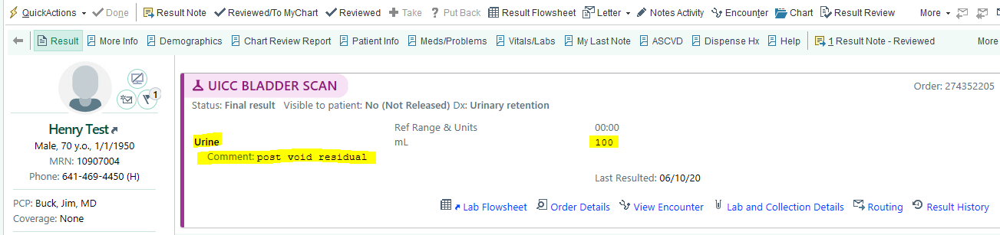 QuickActions Done Result Note Reviewed/To MyChart Reviewed Take Put Back Result Flowsheet Letter Notes Activity Encounter Chart Result Review More
Result More Info Demographics Chart Review Report Patient Info Meds/Problems Vitals/Labs My Last Note ASCVD Dispense Hx Help 1 Result Note - Reviewed More
1
Henry Test
Male, 70 y.o., 1/1/1950
MRN: 10907004
Phone: 641-469-4450 (H)
PCP: Buck, Jim, MD
Coverage: None
UICC BLADDER SCAN Order: 274352205
Status: Final result Visible to patient: No (Not Released) Dx: Urinary retention
Ref Range & Units 00:00
Urine mL 100
Comment: post void residual
Last Resulted: 06/10/20
Lab Flowsheet Order Details View Encounter Lab and Collection Details Routing Result History